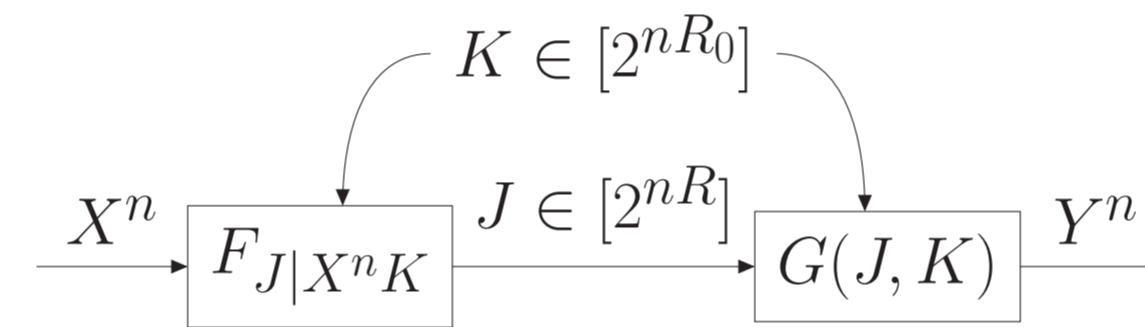 K ∈ [2^{nR_0}]
X^n
J ∈ [2^{nR}]
Y^n
F_{J|X^nK}
G(J, K)